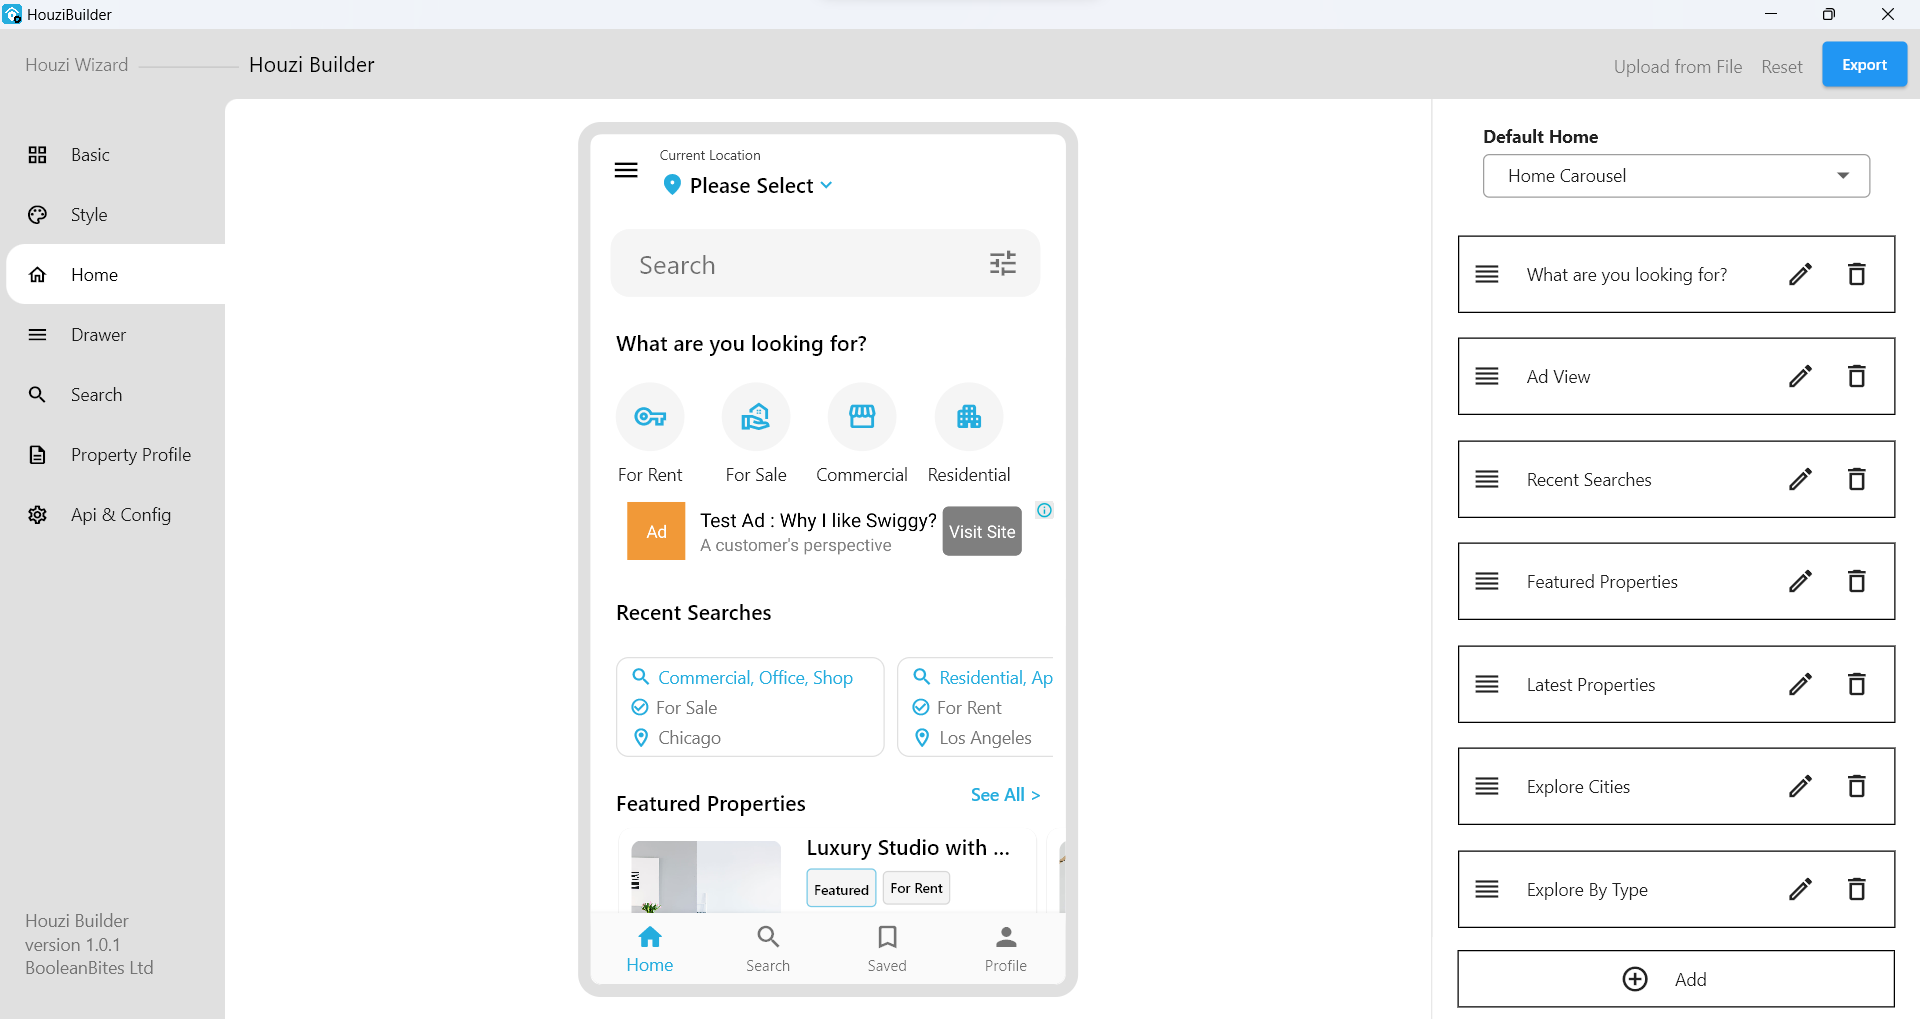 HouziBuilder
Houzi Wizard
Houzi Builder
Upload from File
Reset
Export
Basic
Style
Home
Drawer
Search
Property Profile
Api & Config
Houzi Builder
version 1.0.1
BooleanBites Ltd
Current Location
Please Select
Search
What are you looking for?
For Rent
For Sale
Commercial
Residential
Ad
Test Ad : Why I like Swiggy?
A customer's perspective
Visit Site
Recent Searches
Commercial, Office, Shop
For Sale
Chicago
Residential, Ap
For Rent
Los Angeles
Featured Properties
See All >
Luxury Studio with ...
Featured
For Rent
Home
Search
Saved
Profile
Default Home
Home Carousel
What are you looking for?
Ad View
Recent Searches
Featured Properties
Latest Properties
Explore Cities
Explore By Type
Add